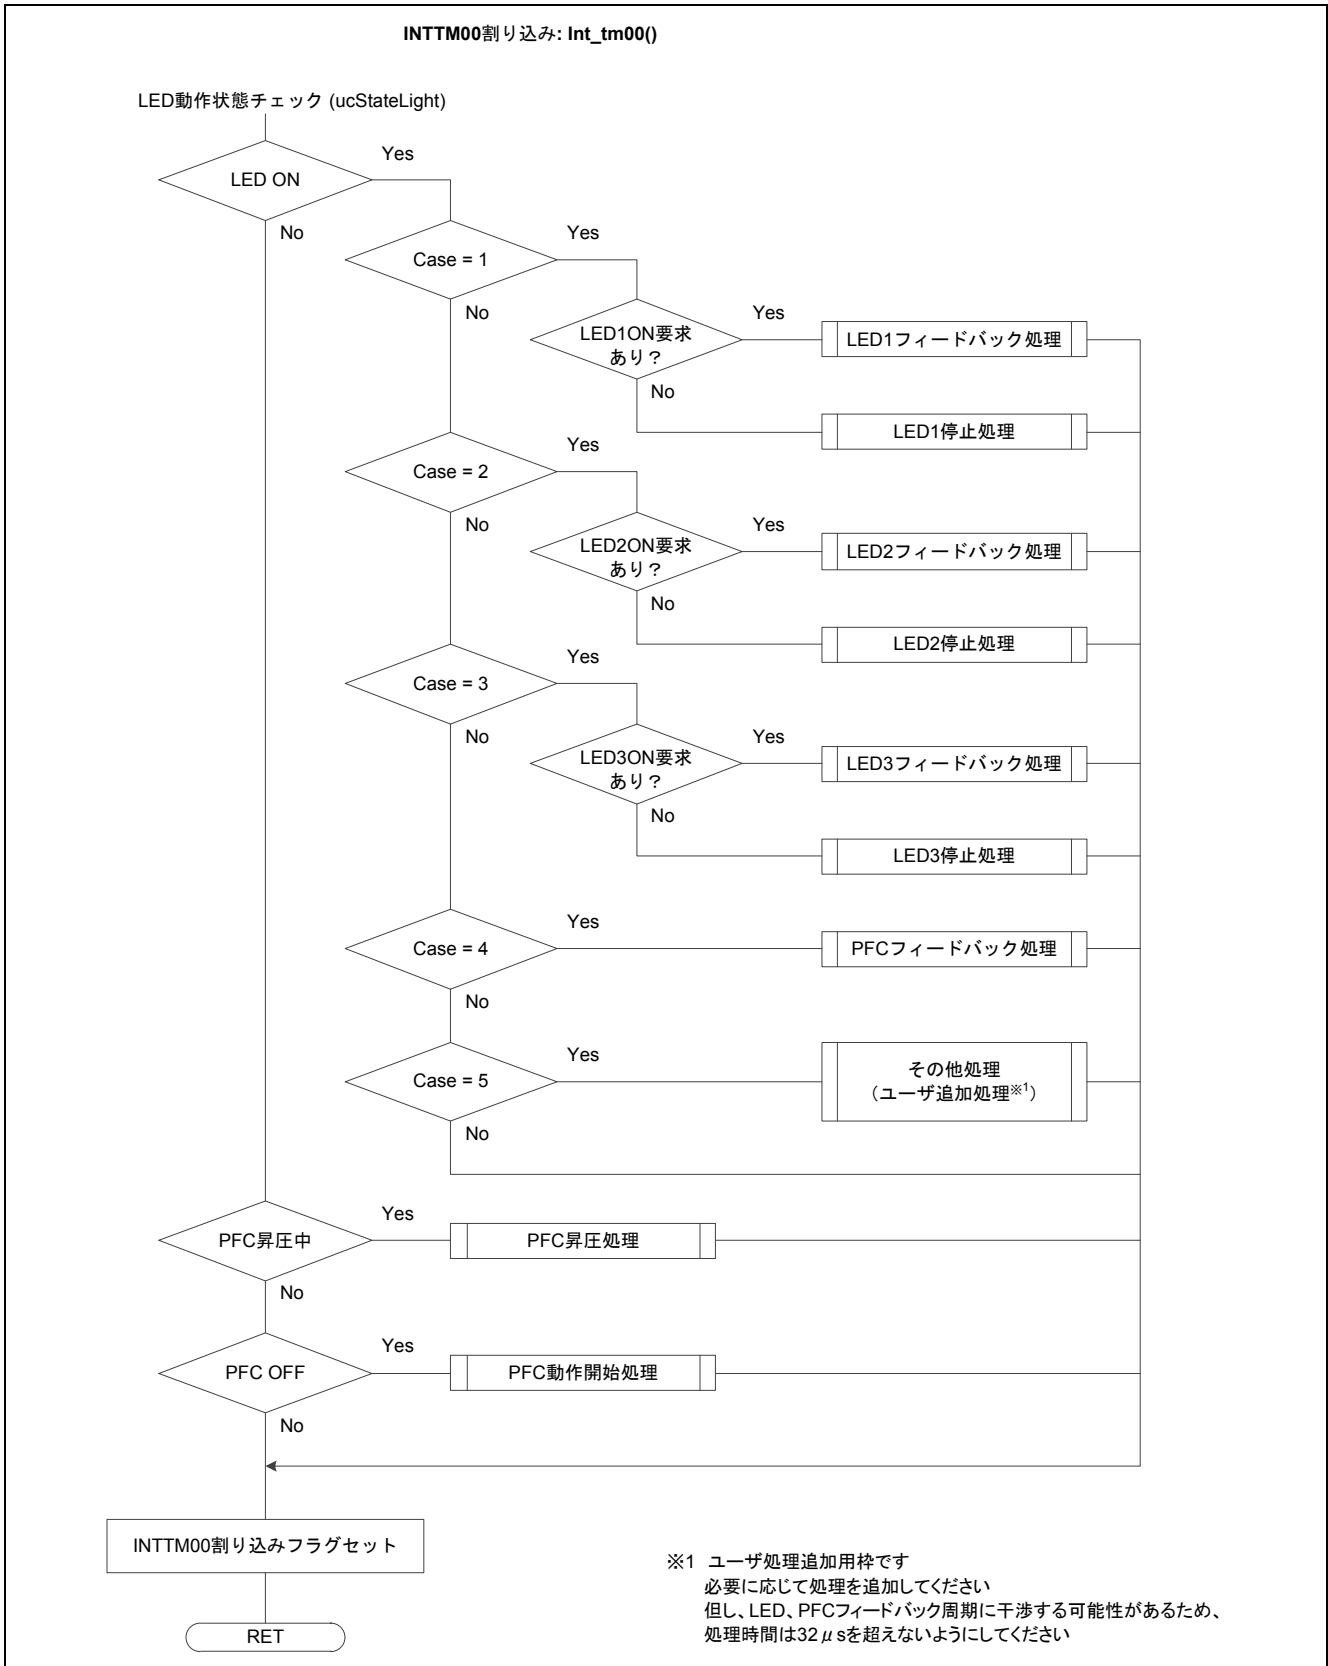 INTTM00割り込み: Int_tm00()
LED動作状態チェック (ucStateLight)
LED ON
Yes
No
Case = 1
Yes
No
LED1ON要求
あり？
Yes
No
LED1フィードバック処理
LED1停止処理
Case = 2
Yes
No
LED2ON要求
あり？
Yes
No
LED2フィードバック処理
LED2停止処理
Case = 3
Yes
No
LED3ON要求
あり？
Yes
No
LED3フィードバック処理
LED3停止処理
Case = 4
Yes
No
PFCフィードバック処理
Case = 5
Yes
No
その他処理
（ユーザ追加処理※1）
PFC昇圧中
Yes
No
PFC昇圧処理
PFC OFF
Yes
No
PFC動作開始処理
INTTM00割り込みフラグセット
RET
※1 ユーザ処理追加用枠です
必要に応じて処理を追加してください
但し、LED、PFCフィードバック周期に干渉する可能性があるため、
処理時間は32μsを超えないようにしてください